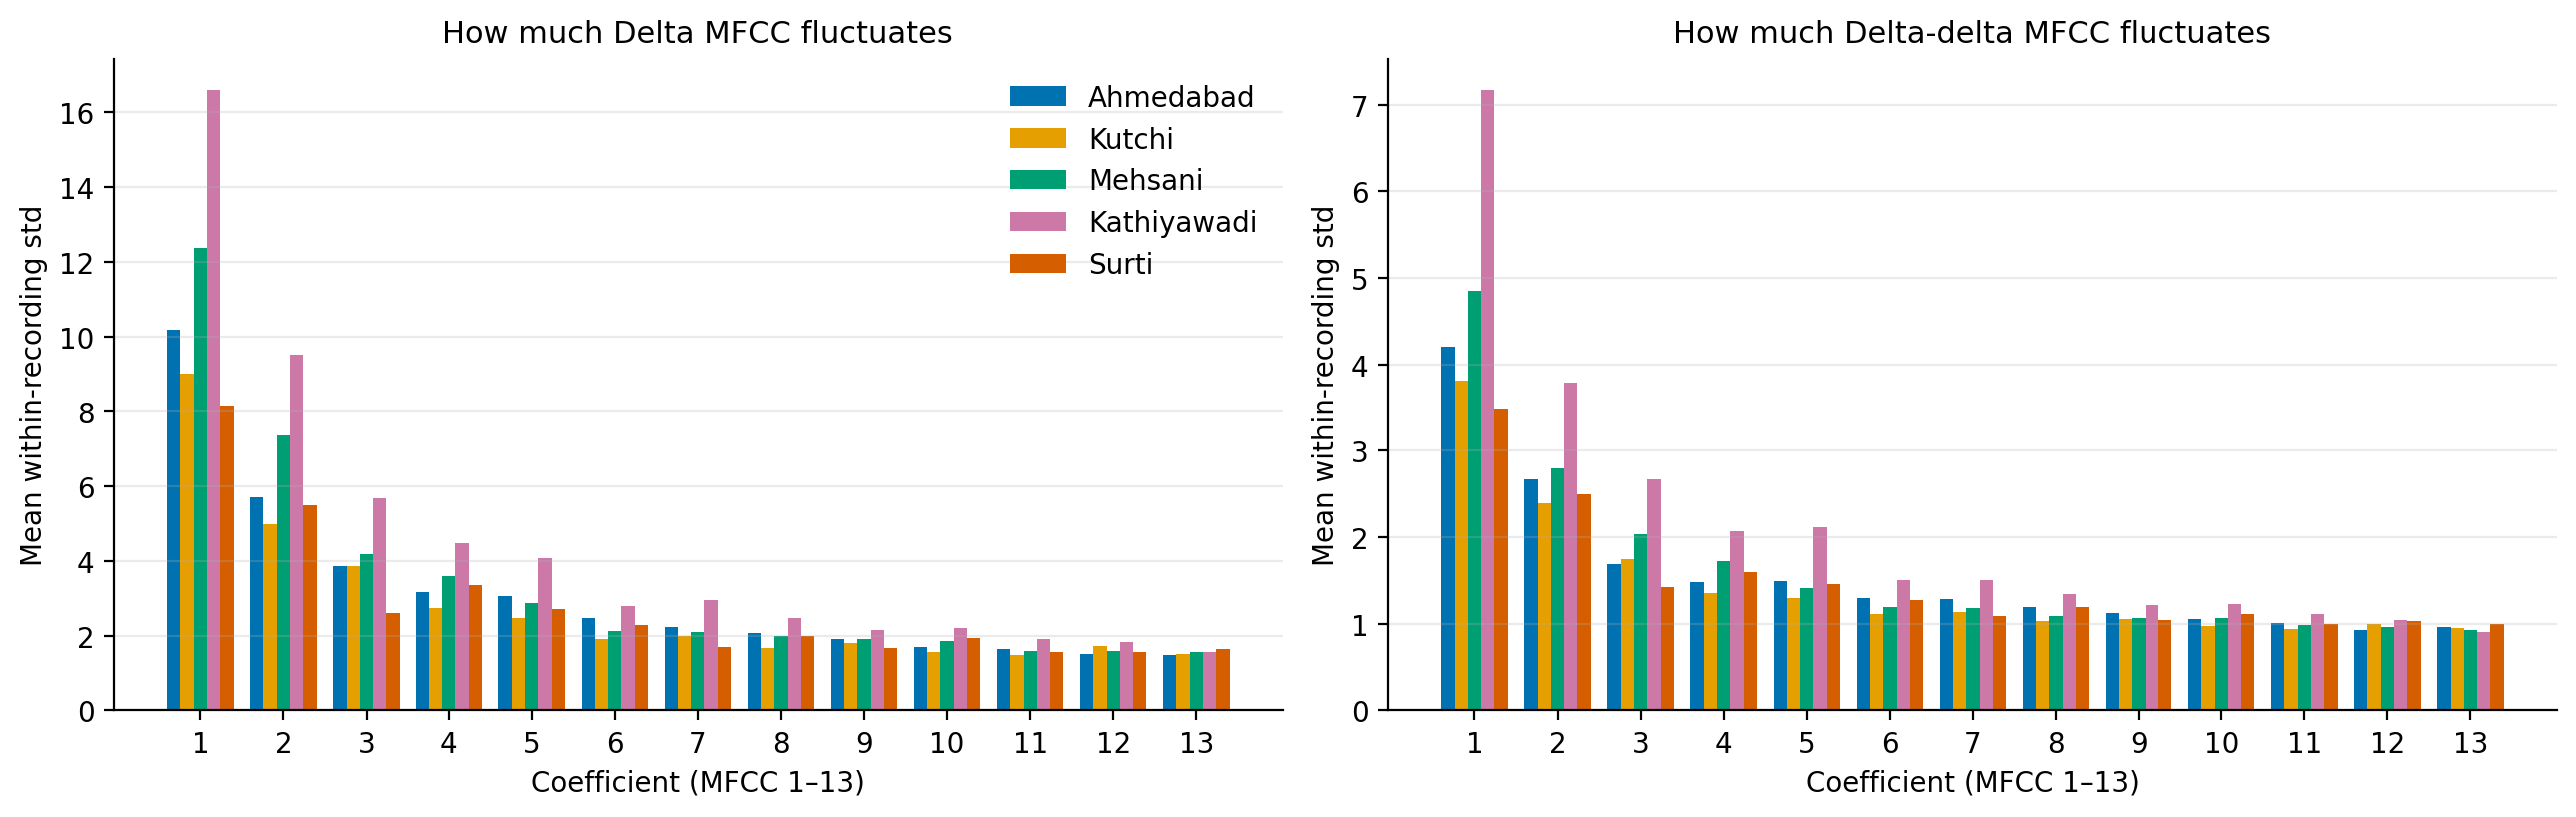 How much Delta MFCC fluctuates
Mean within-recording std
16
14
12
10
8
6
4
2
0
Ahmedabad
Kutchi
Mehsani
Kathiyawadi
Surti
1 2 3 4 5 6 7 8 9 10 11 12 13
Coefficient (MFCC 1–13)
How much Delta-delta MFCC fluctuates
Mean within-recording std
7
6
5
4
3
2
1
0
1 2 3 4 5 6 7 8 9 10 11 12 13
Coefficient (MFCC 1–13)